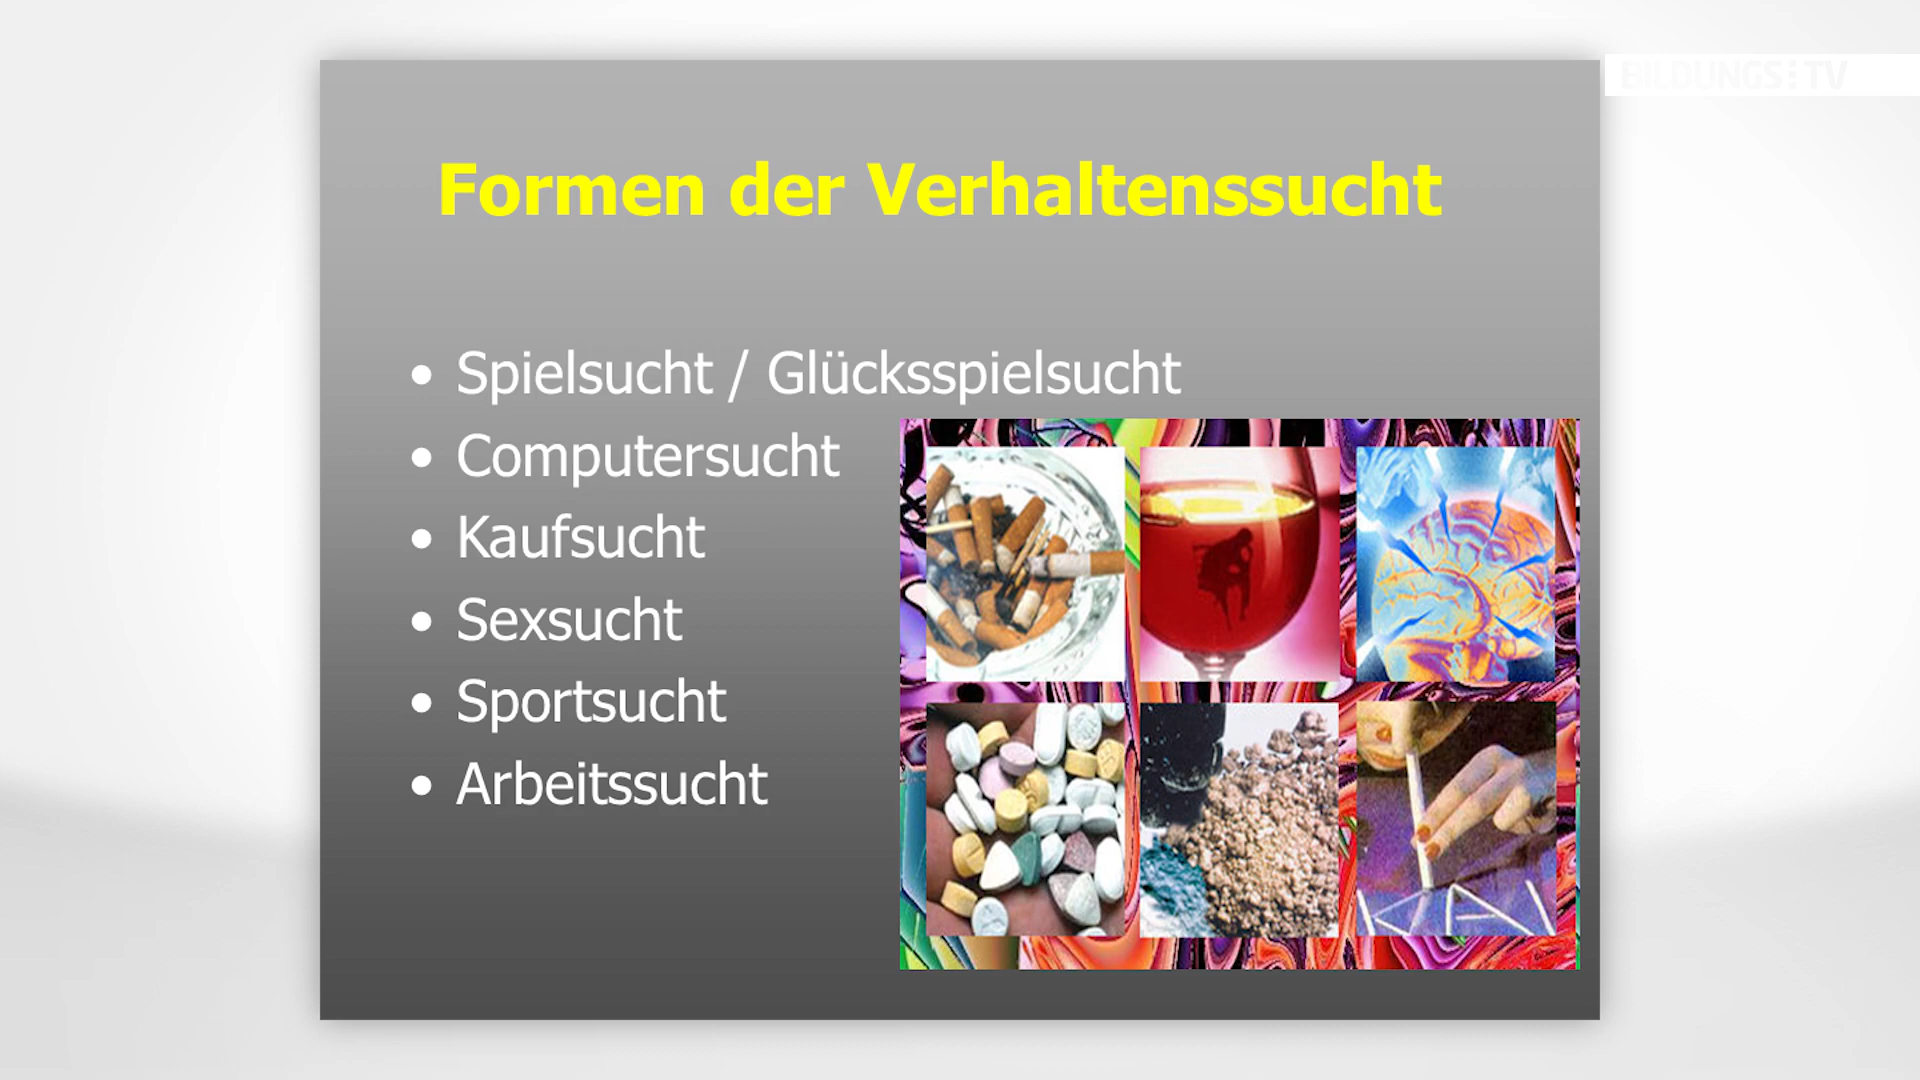 BILDUNGS TV
Formen der Verhaltenssucht
• Spielsucht / Glücksspielsucht
• Computersucht
• Kaufsucht
• Sexsucht
• Sportsucht
• Arbeitssucht